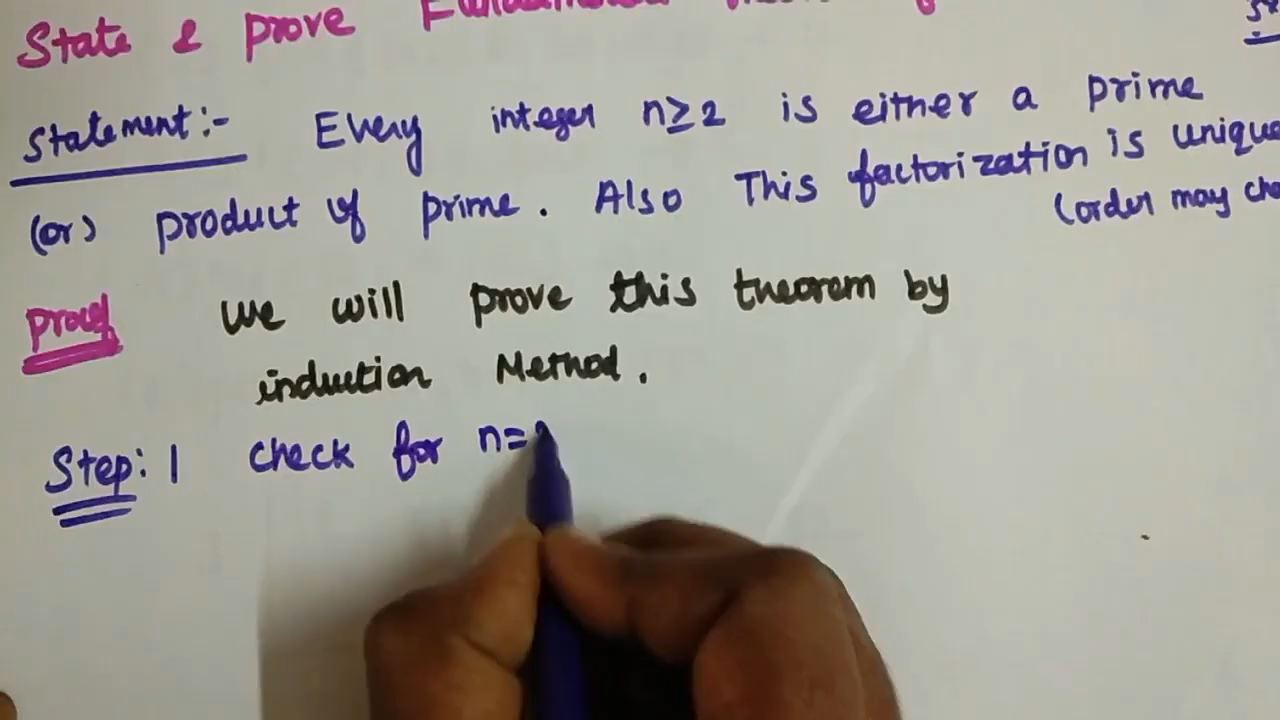 State & prove
Statement:- Every integer n≥2 is either a prime
(or) product of prime. Also This factorization is unique
(order may
Proof We will prove this theorem by
induction Method.
Step: 1 check for n=